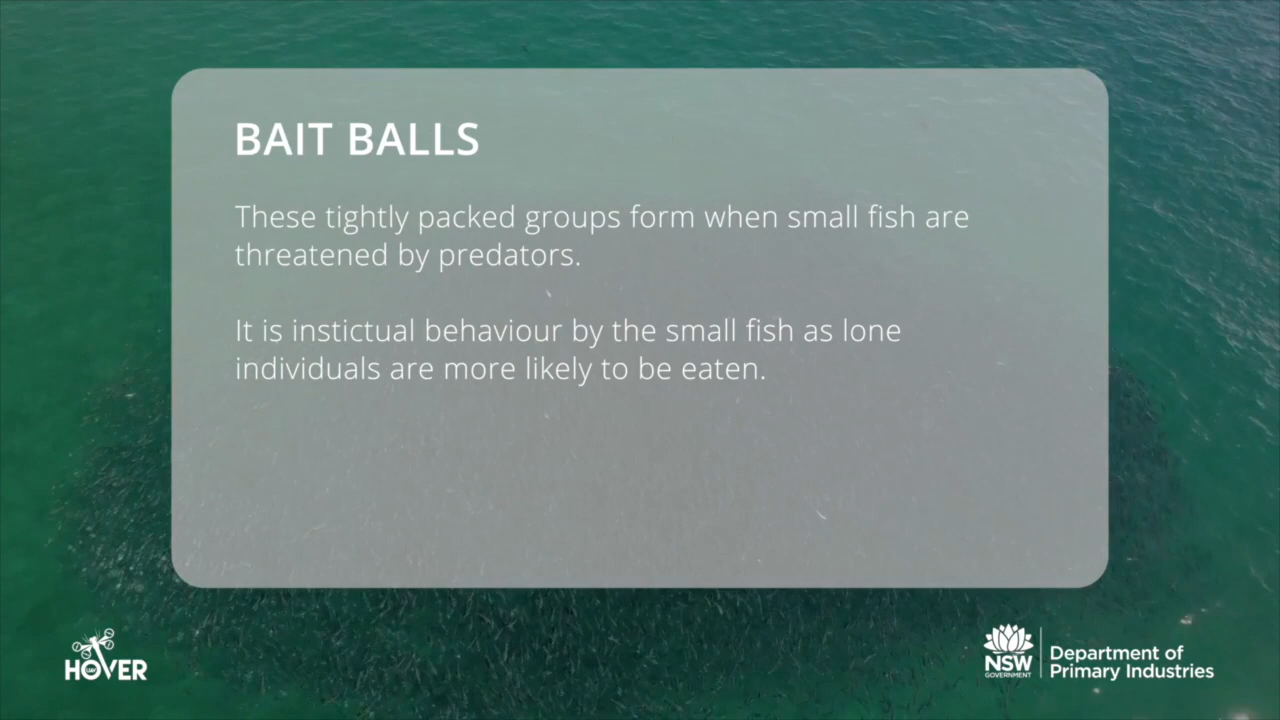 BAIT BALLS
These tightly packed groups form when small fish are
threatened by predators.
It is instictual behaviour by the small fish as lone
individuals are more likely to be eaten.
HOVER
NSW
GOVERNMENT
Department of
Primary Industries